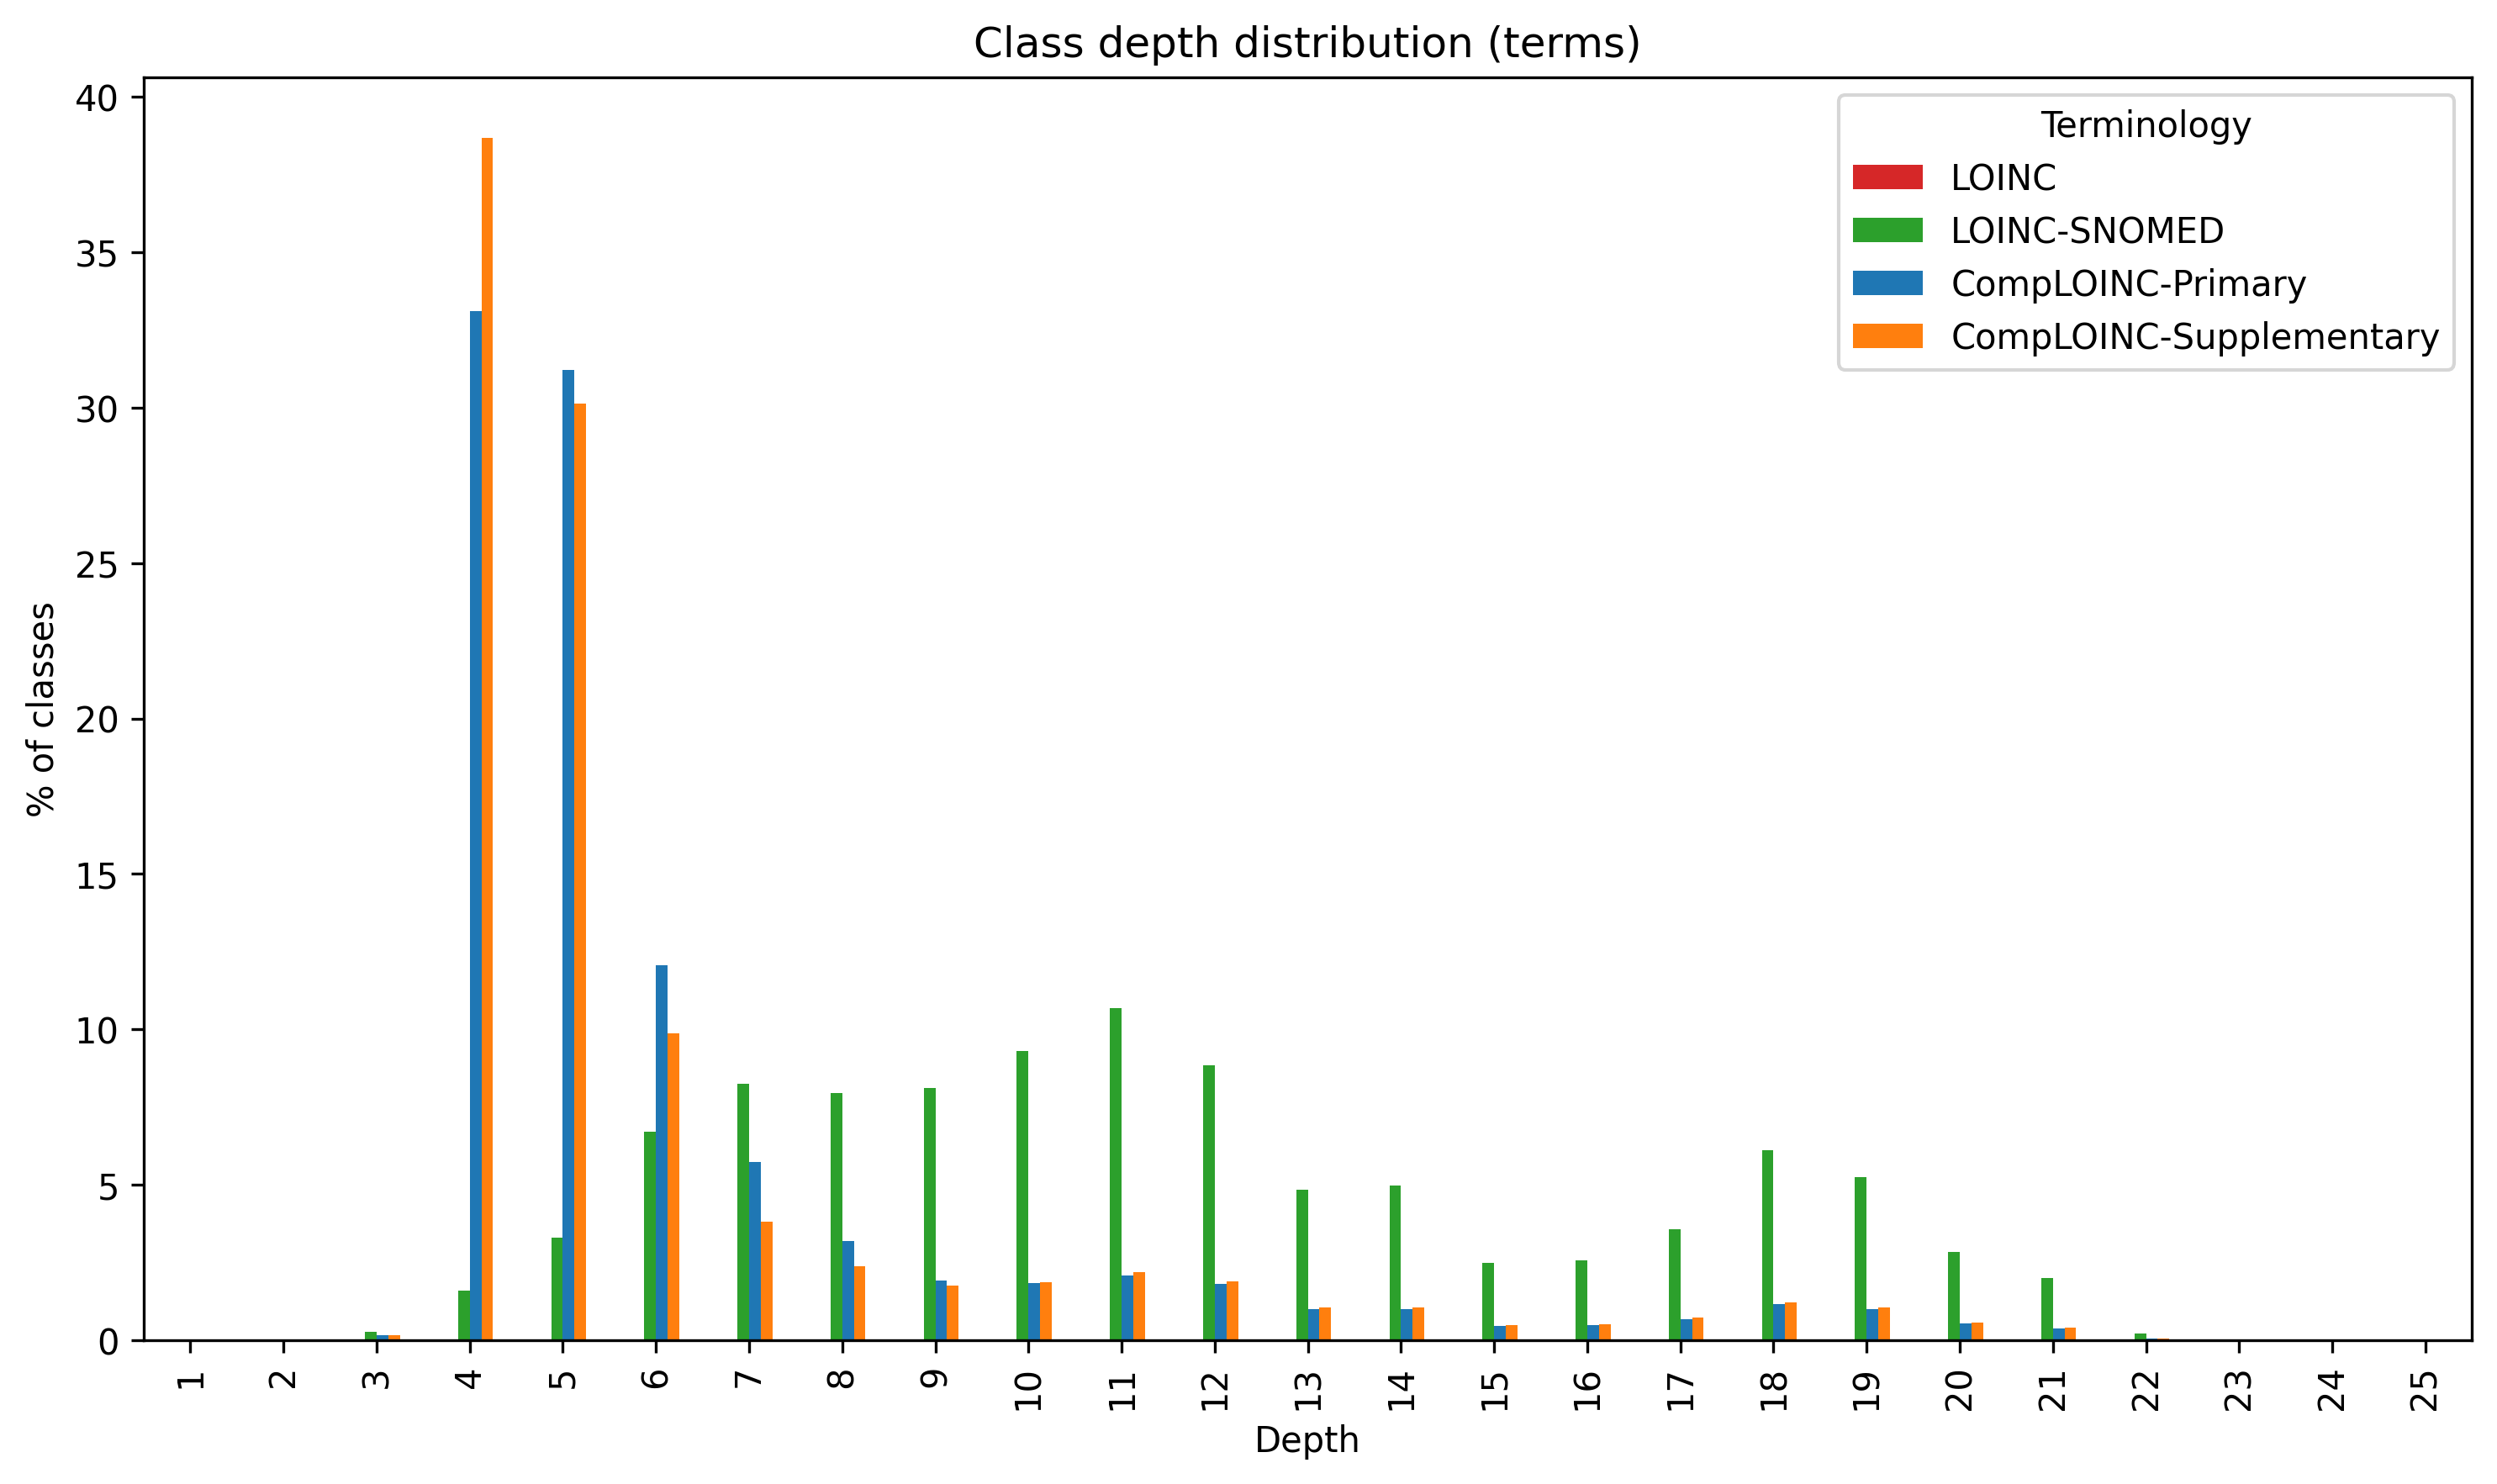 Class depth distribution (terms)
Terminology
LOINC
LOINC-SNOMED
CompLOINC-Primary
CompLOINC-Supplementary
% of classes
40
35
30
25
20
15
10
5
0
1 2 3 4 5 6 7 8 9 10 11 12 13 14 15 16 17 18 19 20 21 22 23 24 25
Depth